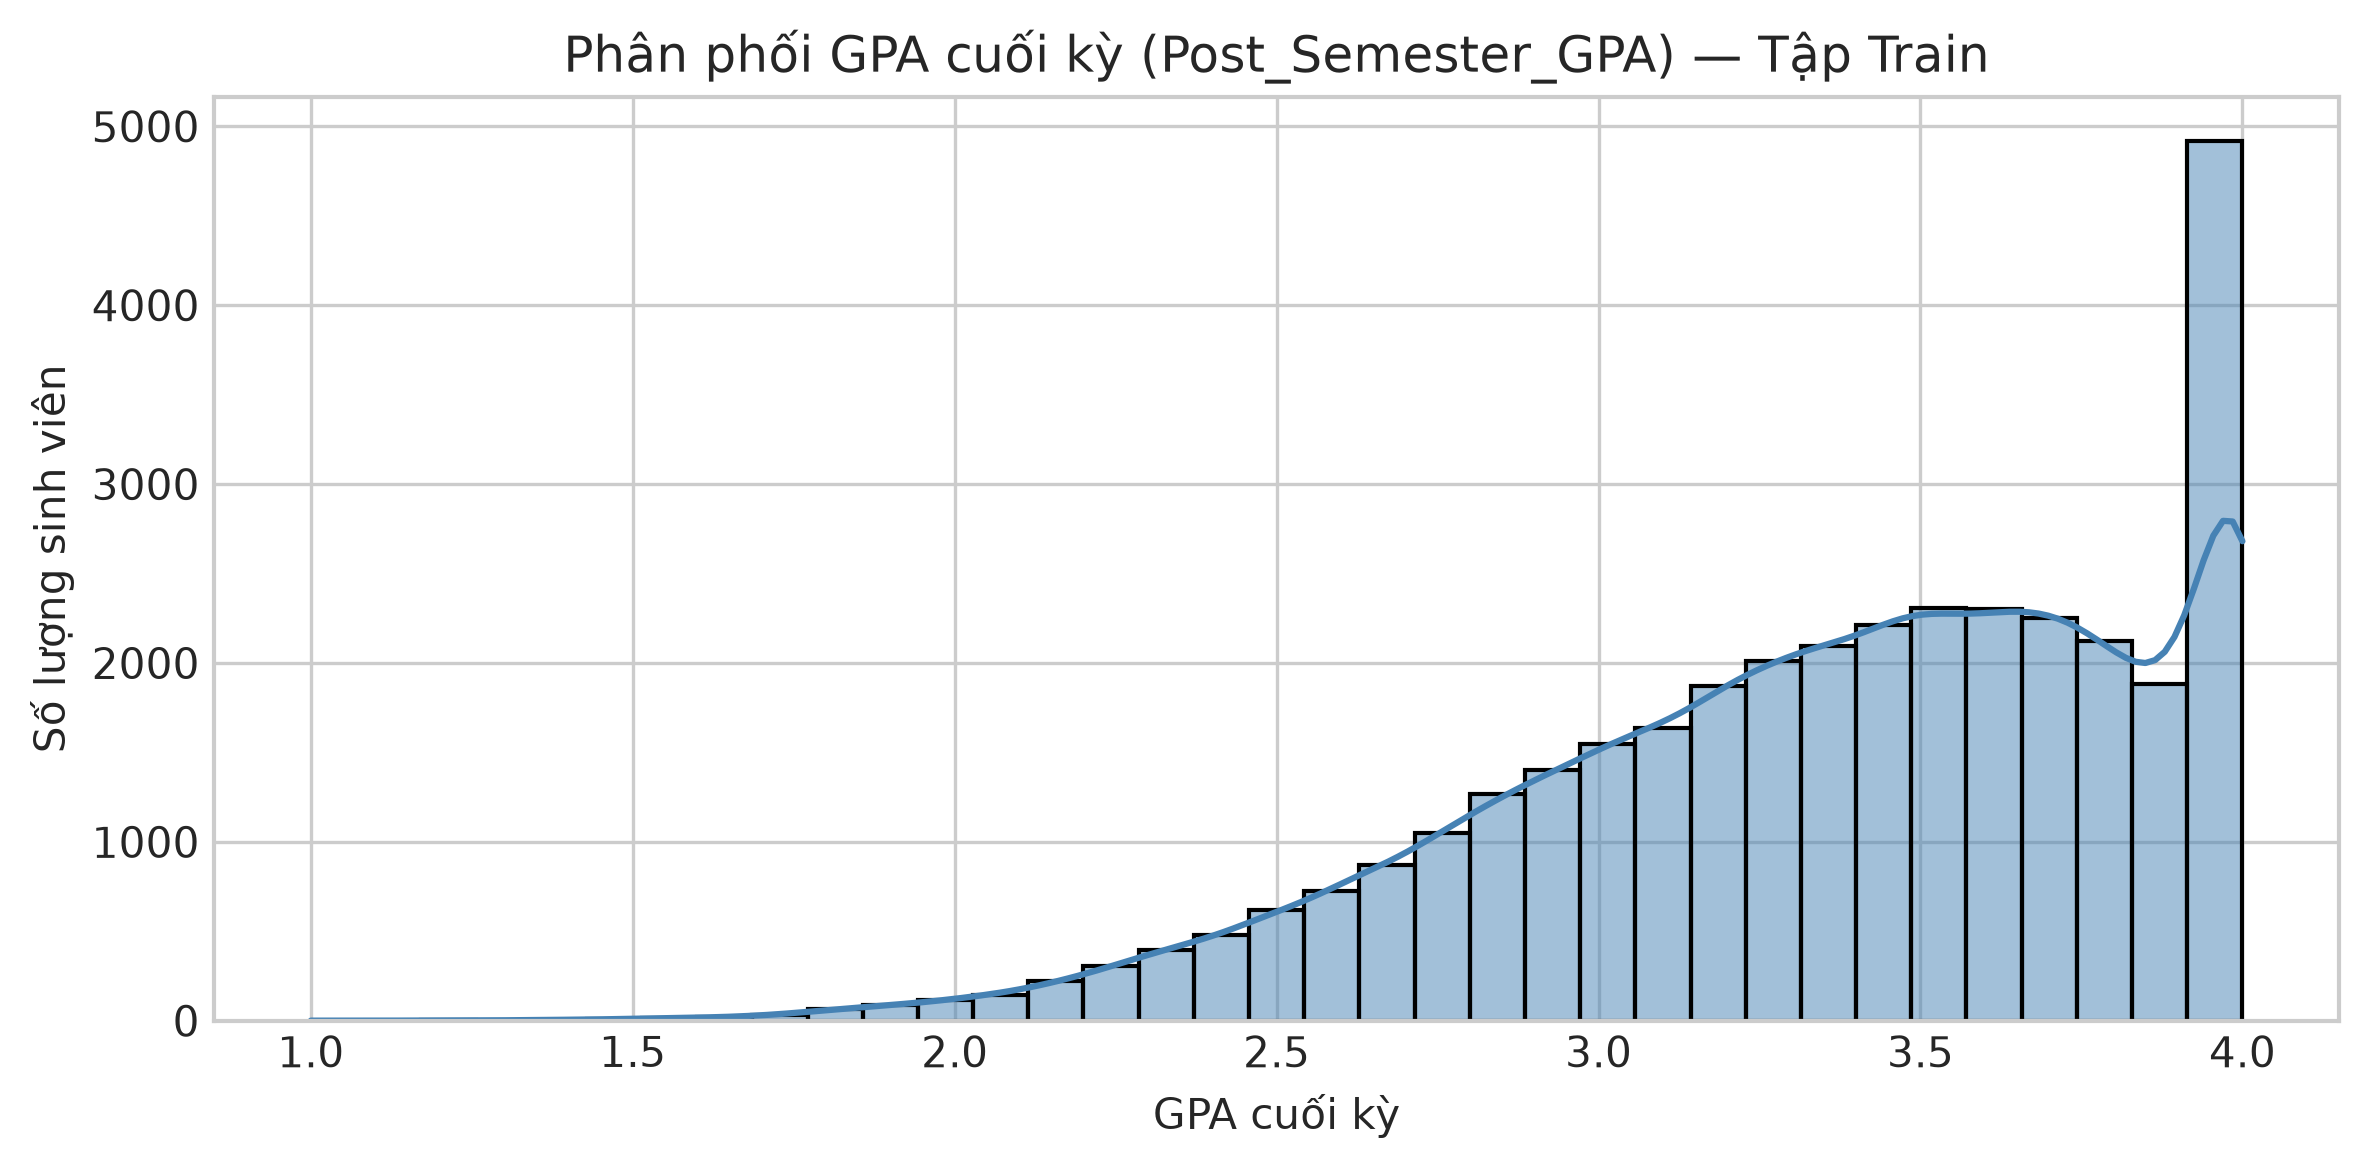 Phân phối GPA cuối kỳ (Post_Semester_GPA) — Tập Train
5000
4000
3000
2000
1000
0
Số lượng sinh viên
1.0 1.5 2.0 2.5 3.0 3.5 4.0
GPA cuối kỳ